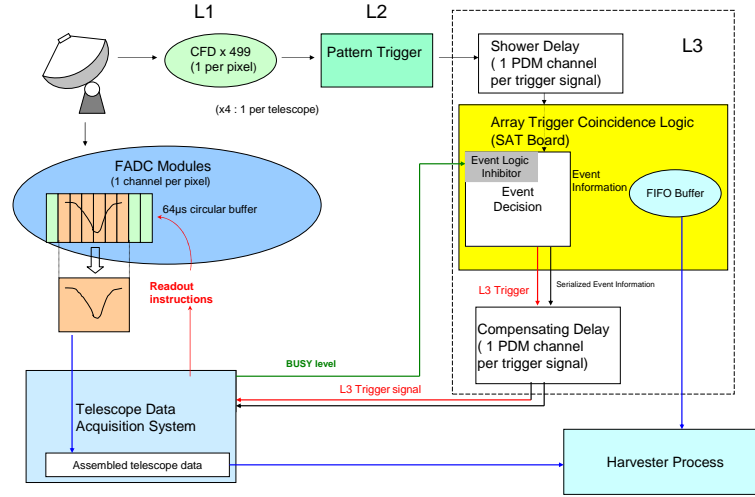 L1
L2
L3
CFD x 499
(1 per pixel)
Pattern Trigger
Shower Delay
( 1 PDM channel
per trigger signal)
(x4 : 1 per telescope)
Array Trigger Coincidence Logic
(SAT Board)
Event Logic
Inhibitor
Event
Decision
Event
Information
FIFO Buffer
FADC Modules
(1 channel per pixel)
64µs circular buffer
Readout
instructions
L3 Trigger
Serialized Event Information
Compensating Delay
( 1 PDM channel
per trigger signal)
BUSY level
L3 Trigger signal
Telescope Data
Acquisition System
Assembled telescope data
Harvester Process